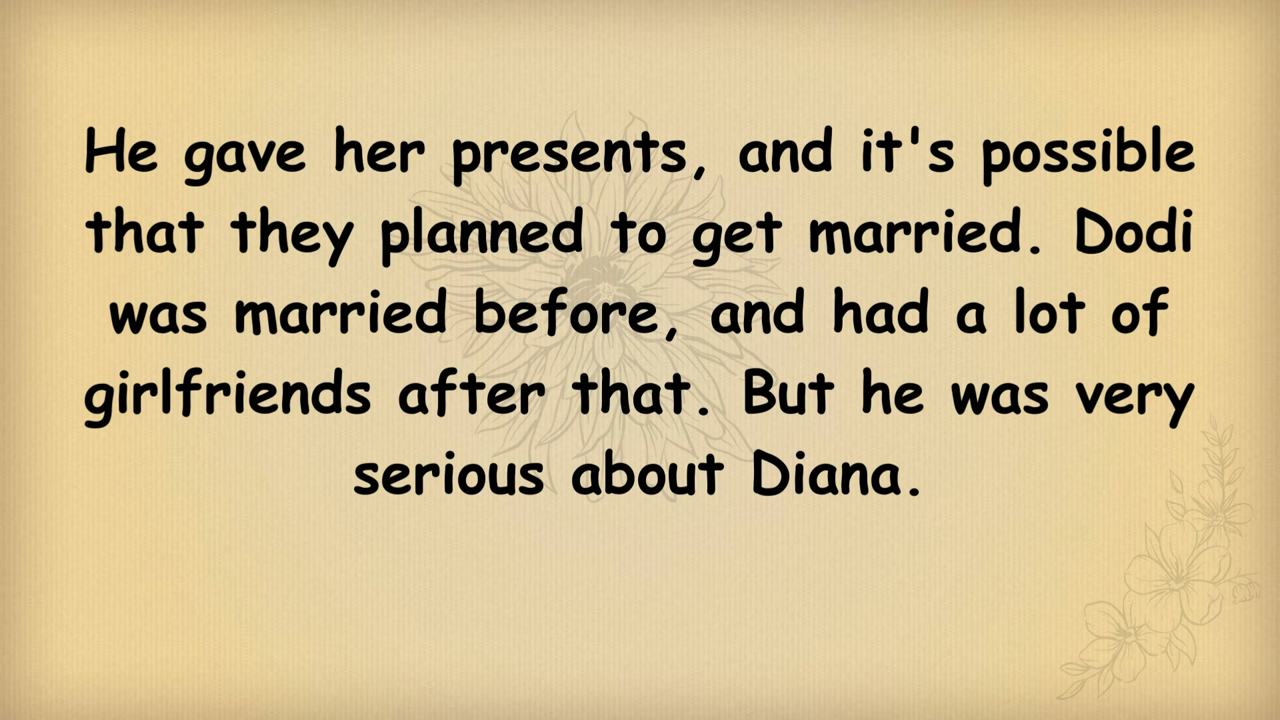 He gave her presents, and it's possible
that they planned to get married. Dodi
was married before, and had a lot of
girlfriends after that. But he was very
serious about Diana.